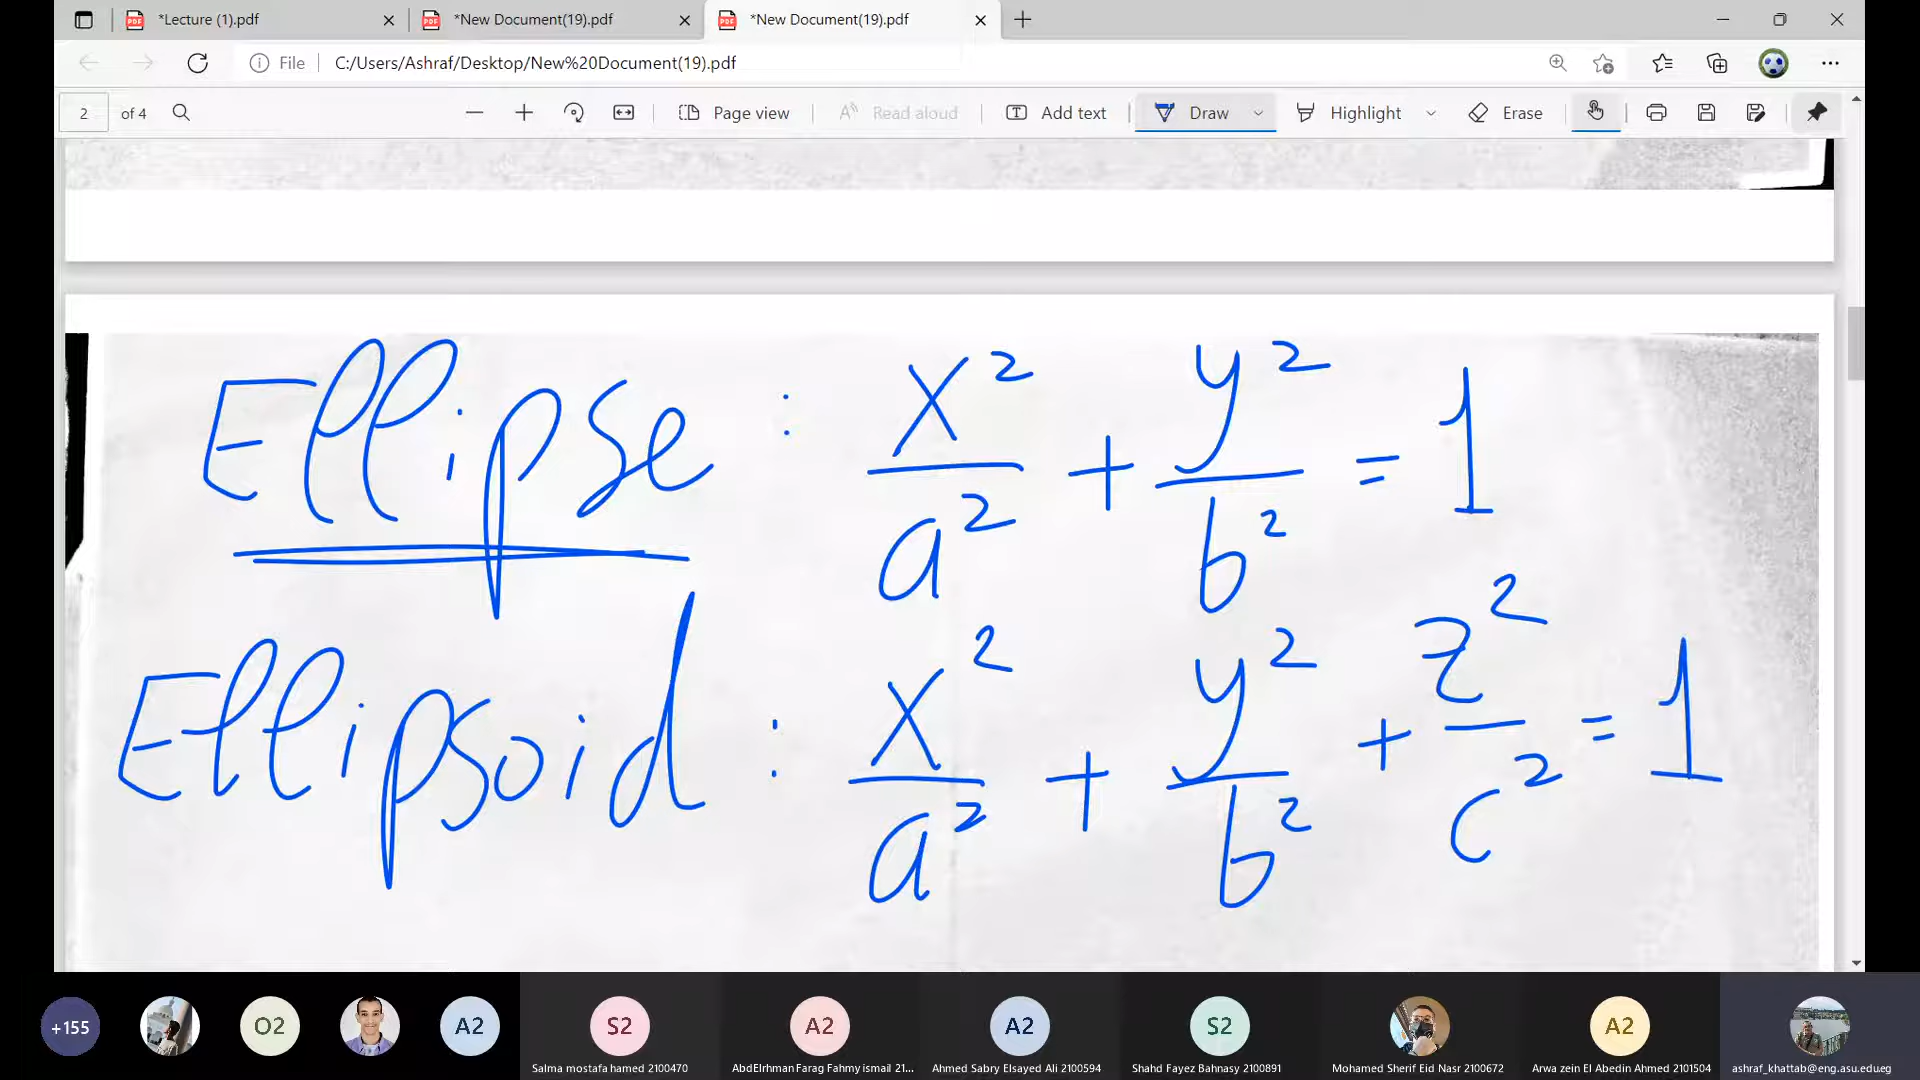 *Lecture (1).pdf *New Document(19).pdf *New Document(19).pdf
File C:/Users/Ashraf/Desktop/New%20Document(19).pdf
2 of 4 Page view Read aloud Add text Draw Highlight Erase
Ellipse : x²/a² + y²/b² = 1
Ellipsoid : x²/a² + y²/b² + z²/c² = 1
+155 O2 A2 S2 A2 A2 S2 A2
Salma mostafa hamed 2100470 AbdElrhman Farag Fahmy ismail 21... Ahmed Sabry Elsayed Ali 2100594 Shahd Fayez Bahnasy 2100891 Mohamed Sherif Eid Nasr 2100672 Arwa zein El Abedin Ahmed 2101504 ashraf_khattab@eng.asu.edu.eg